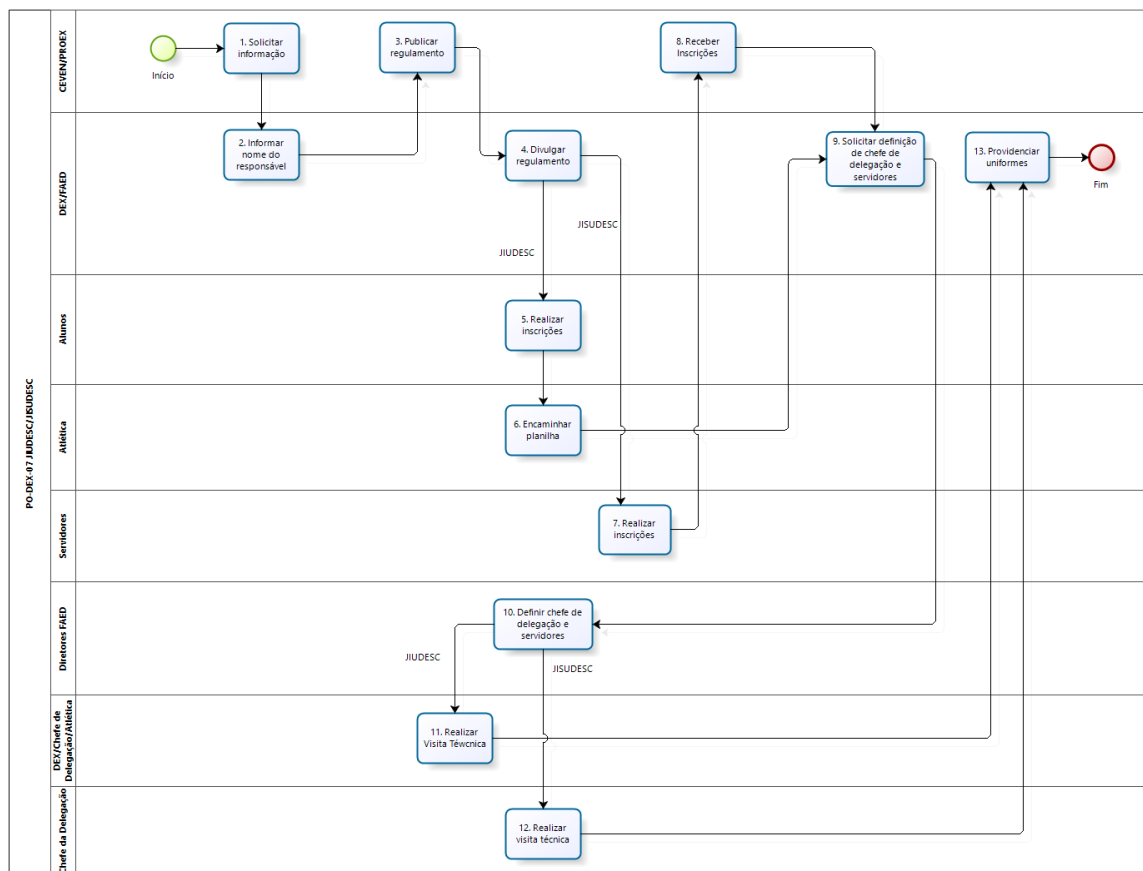 PO-DEX-07 JIUDESC/JISUDESC
CEVEN/PROEX
Início
1. Solicitar
informação
3. Publicar
regulamento
8. Receber
Inscrições
DEX/FAED
2. Informar
nome do
responsável
4. Divulgar
regulamento
9. Solicitar definição
de chefe de
delegação e
servidores
13. Providenciar
uniformes
Fim
JIUDESC
JISUDESC
Alunos
5. Realizar
inscrições
Atlética
6. Encaminhar
planilha
Servidores
7. Realizar
inscrições
Diretores FAED
10. Definir chefe de
delegação e
servidores
JIUDESC
JISUDESC
DEX/Chefe de
Delegação/Atlética
11. Realizar
Visita Téwcnica
Chefe da Delegação
12. Realizar
visita técnica